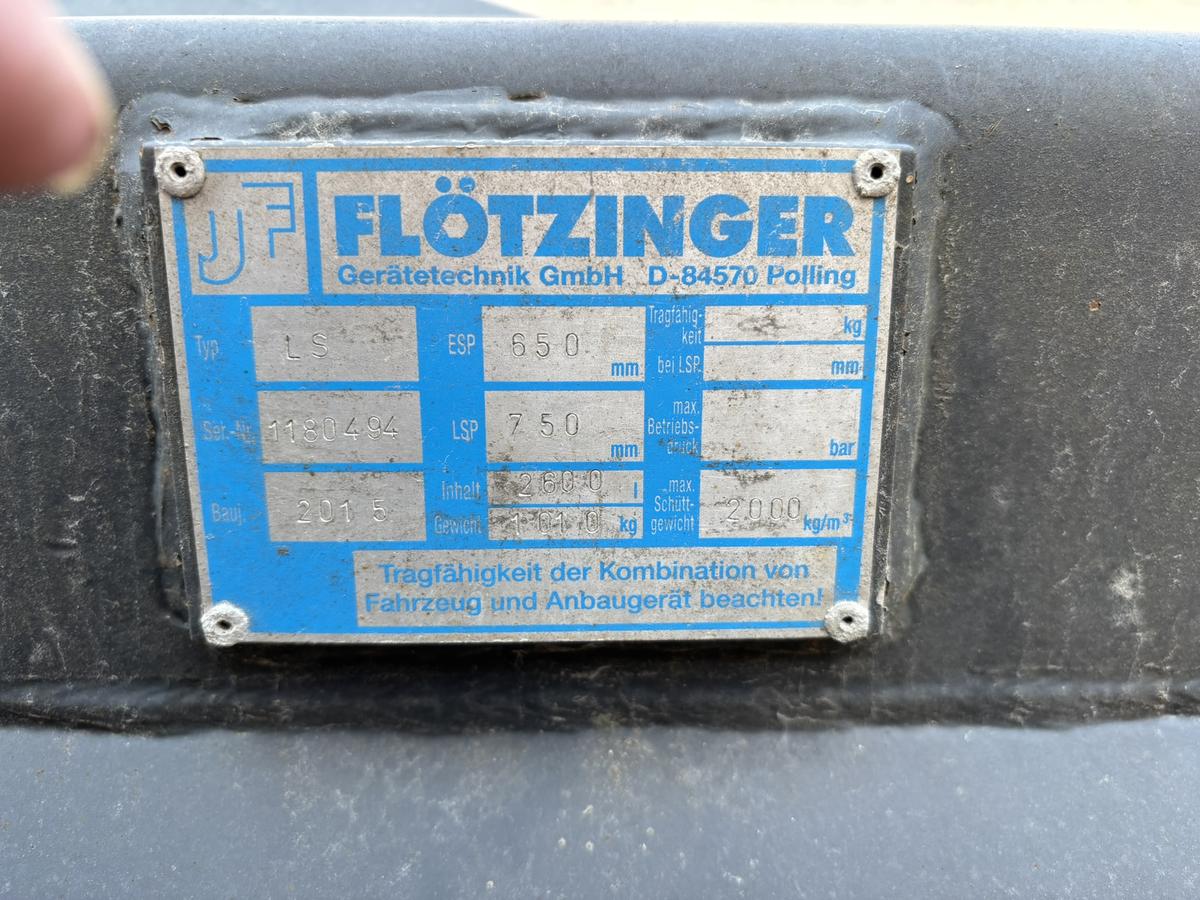 JF
FLÖTZINGER
Gerätetechnik GmbH D-84570 Polling
Typ LS
ESP 650 mm
Tragfähig-
keit kg
bei LSP mm
Ser.-Nr. 1180494
LSP 750 mm
max.
Betriebs-
druck bar
Bauj. 2015
Inhalt 2600 l
Gewicht 1010 kg
max.
Schütt-
gewicht 2000 kg/m³
Tragfähigkeit der Kombination von
Fahrzeug und Anbaugerät beachten!